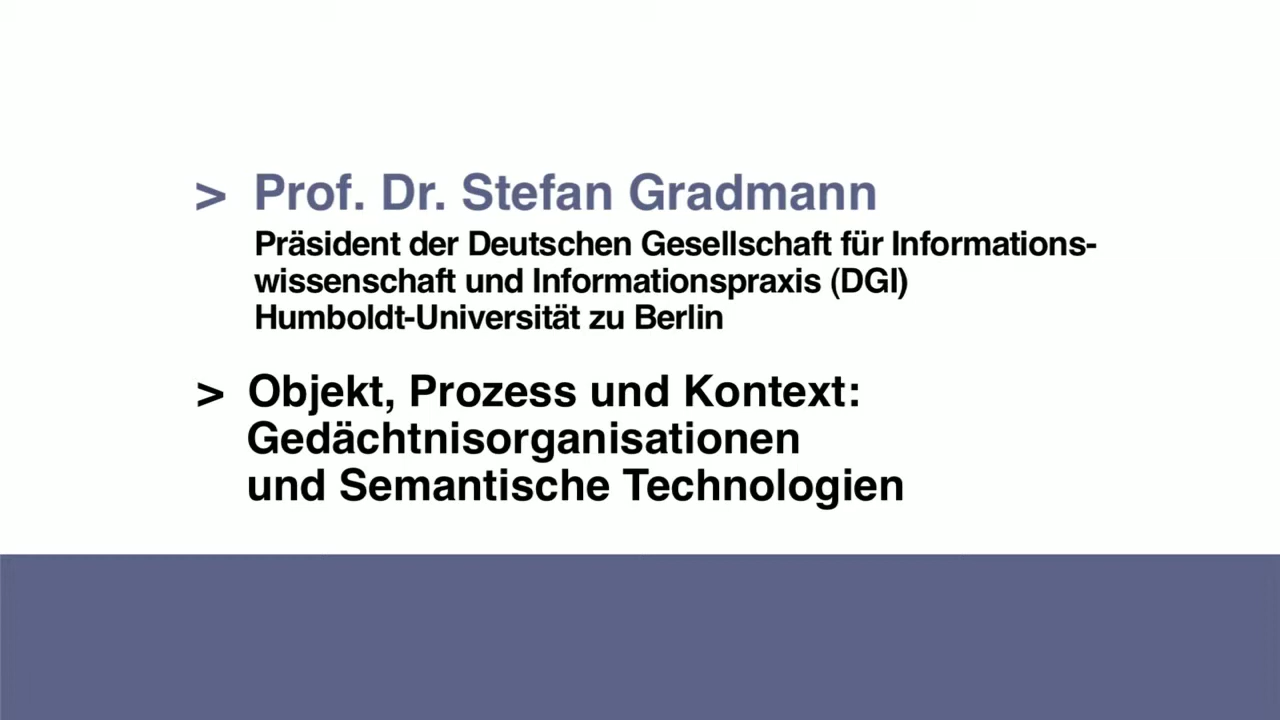 > Prof. Dr. Stefan Gradmann
Präsident der Deutschen Gesellschaft für Informations-
wissenschaft und Informationspraxis (DGI)
Humboldt-Universität zu Berlin
> Objekt, Prozess und Kontext:
Gedächtnisorganisationen
und Semantische Technologien